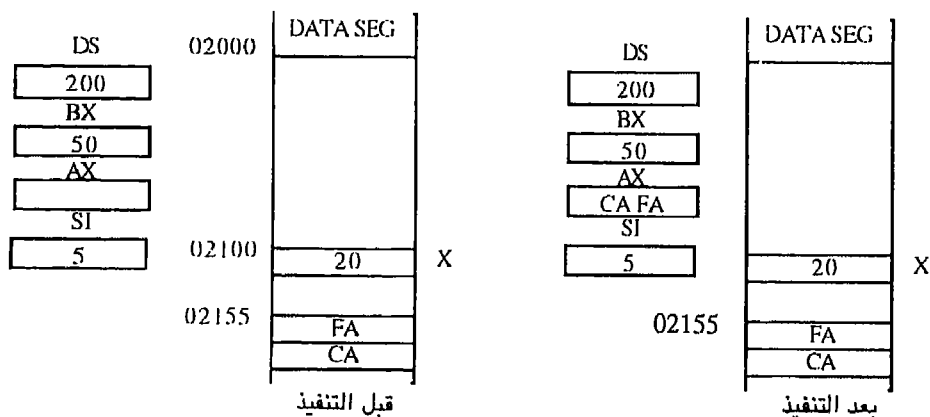 DATA SEG
DS
02000
200
BX
50
AX
SI
5
02100
20
X
02155
FA
CA
قبل التنفيذ
DATA SEG
DS
200
BX
50
AX
CA FA
SI
5
20
X
02155
FA
CA
بعد التنفيذ